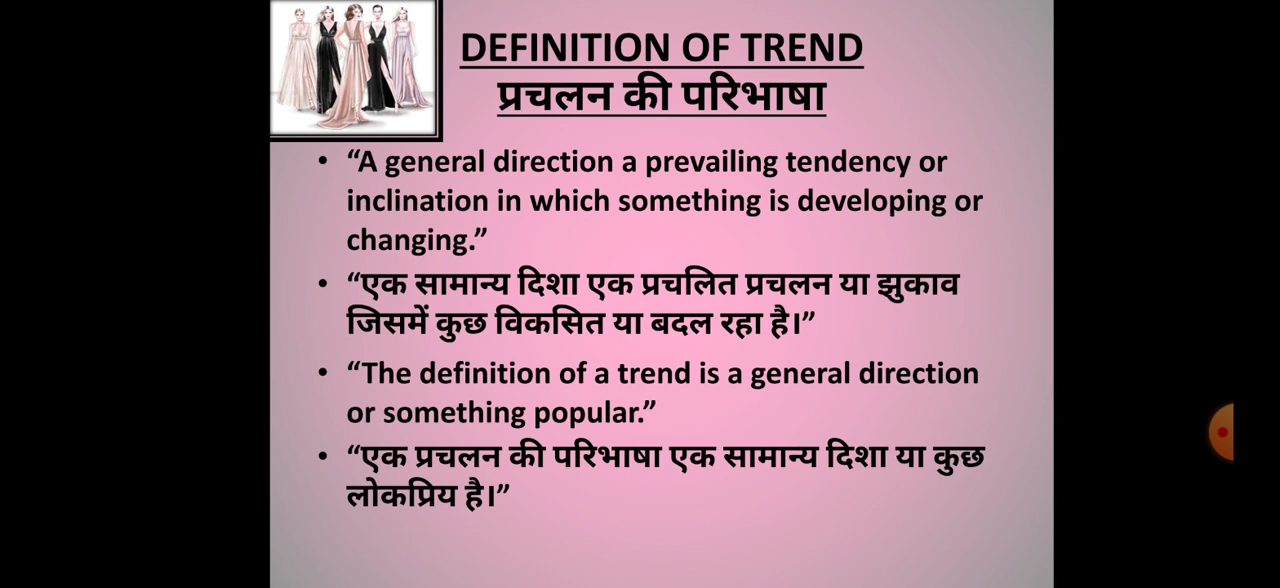 DEFINITION OF TREND
प्रचलन की परिभाषा
• “A general direction a prevailing tendency or
inclination in which something is developing or
changing.”
• “एक सामान्य दिशा एक प्रचलित प्रचलन या झुकाव
जिसमें कुछ विकसित या बदल रहा है।”
• “The definition of a trend is a general direction
or something popular.”
• “एक प्रचलन की परिभाषा एक सामान्य दिशा या कुछ
लोकप्रिय है।”